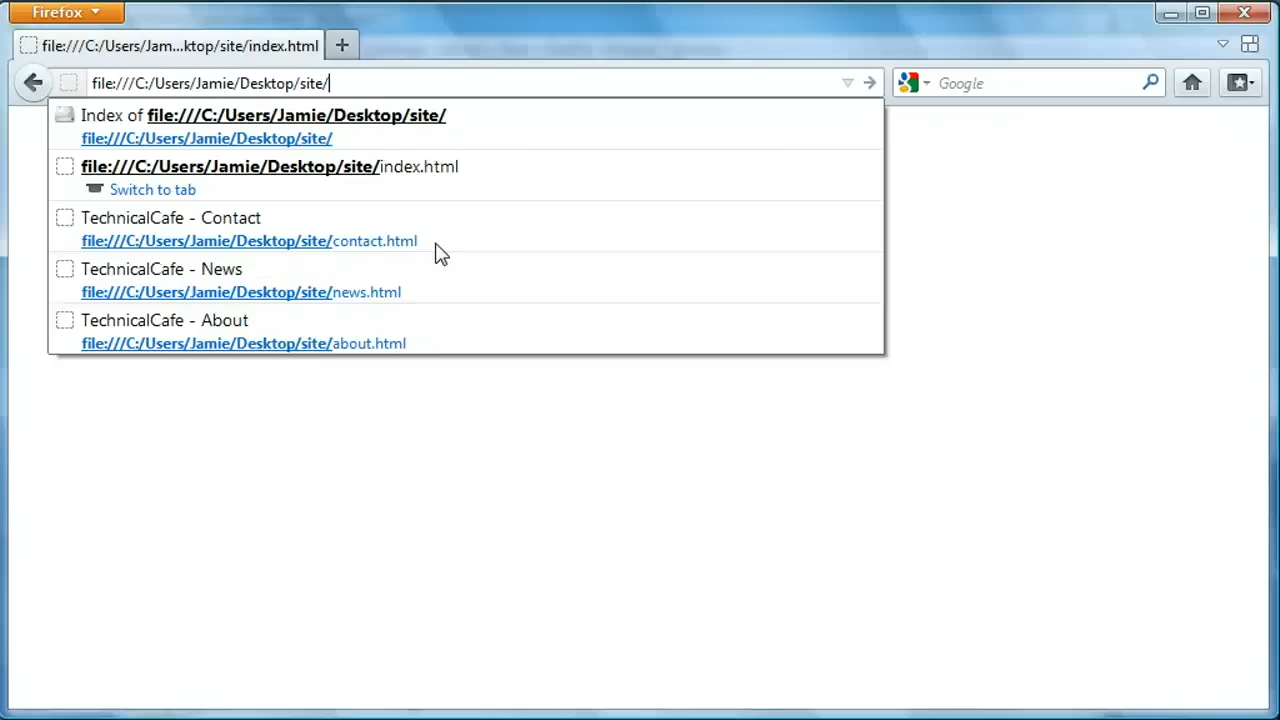 Firefox
file:///C:/Users/Jam...ktop/site/index.html
file:///C:/Users/Jamie/Desktop/site/
Google
Index of file:///C:/Users/Jamie/Desktop/site/
file:///C:/Users/Jamie/Desktop/site/
file:///C:/Users/Jamie/Desktop/site/index.html
Switch to tab
TechnicalCafe - Contact
file:///C:/Users/Jamie/Desktop/site/contact.html
TechnicalCafe - News
file:///C:/Users/Jamie/Desktop/site/news.html
TechnicalCafe - About
file:///C:/Users/Jamie/Desktop/site/about.html